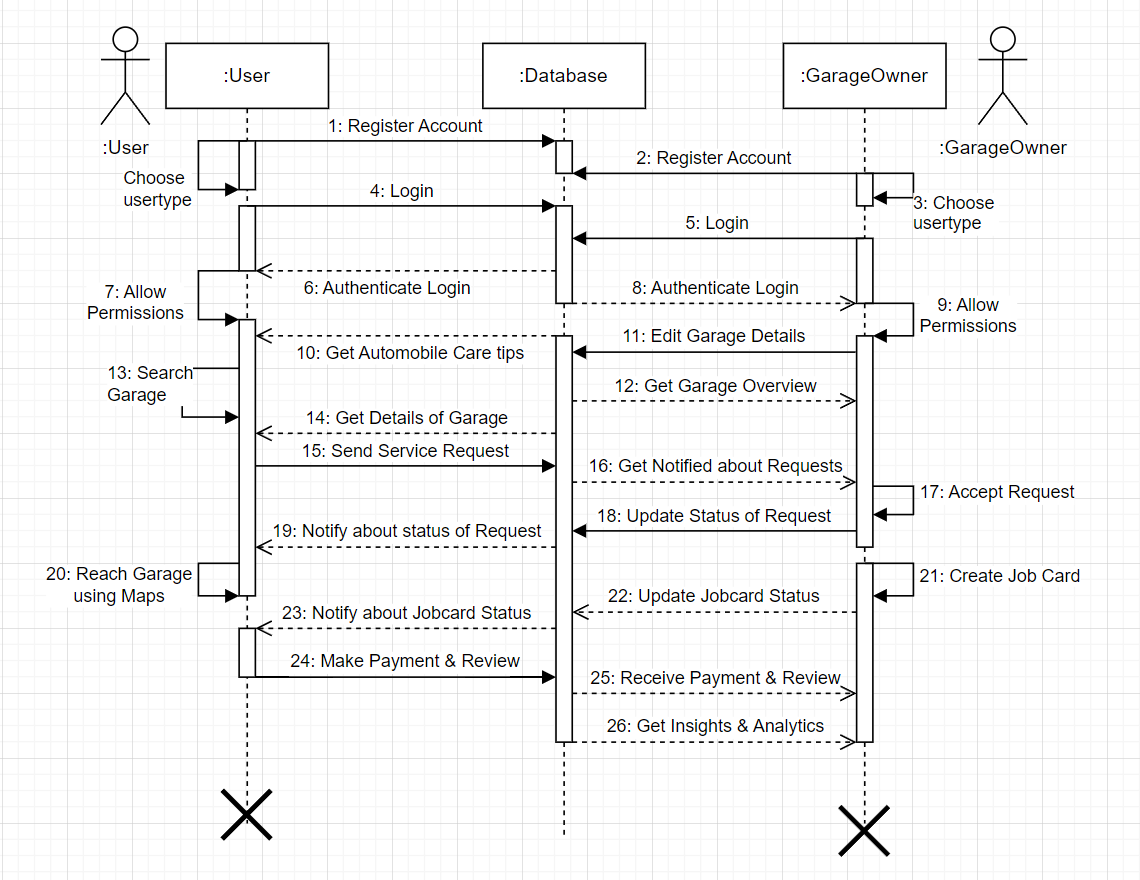 :User
:Database
:GarageOwner
:User
:GarageOwner
1: Register Account
2: Register Account
Choose
usertype
4: Login
3: Choose
usertype
5: Login
6: Authenticate Login
7: Allow
Permissions
8: Authenticate Login
9: Allow
Permissions
10: Get Automobile Care tips
11: Edit Garage Details
13: Search
Garage
12: Get Garage Overview
14: Get Details of Garage
15: Send Service Request
16: Get Notified about Requests
17: Accept Request
18: Update Status of Request
19: Notify about status of Request
20: Reach Garage
using Maps
21: Create Job Card
22: Update Jobcard Status
23: Notify about Jobcard Status
24: Make Payment & Review
25: Receive Payment & Review
26: Get Insights & Analytics